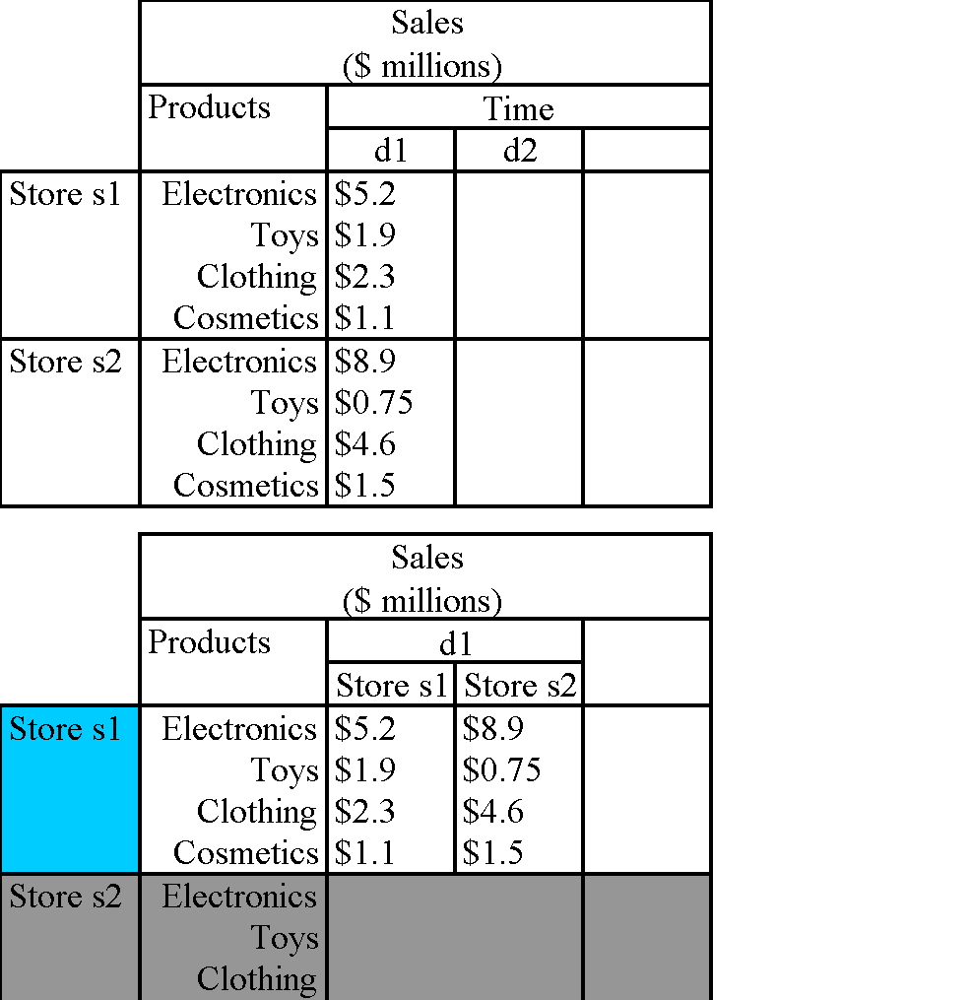 Sales
($ millions)
Products Time
d1 d2
Store s1 Electronics $5.2
Toys $1.9
Clothing $2.3
Cosmetics $1.1
Store s2 Electronics $8.9
Toys $0.75
Clothing $4.6
Cosmetics $1.5
Sales
($ millions)
Products d1
Store s1 Store s2
Store s1 Electronics $5.2 $8.9
Toys $1.9 $0.75
Clothing $2.3 $4.6
Cosmetics $1.1 $1.5
Store s2 Electronics
Toys
Clothing